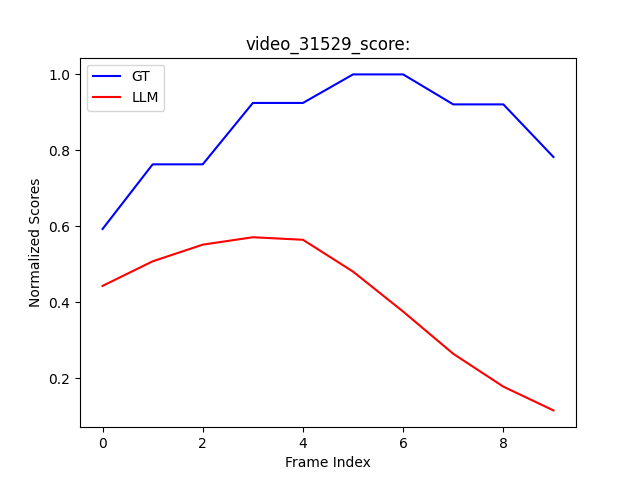 video_31529_score:
GT
LLM
1.0
0.8
0.6
0.4
0.2
Normalized Scores
0 2 4 6 8
Frame Index